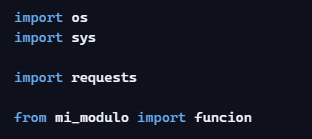 import os
import sys
import requests
from mi_modulo import funcion